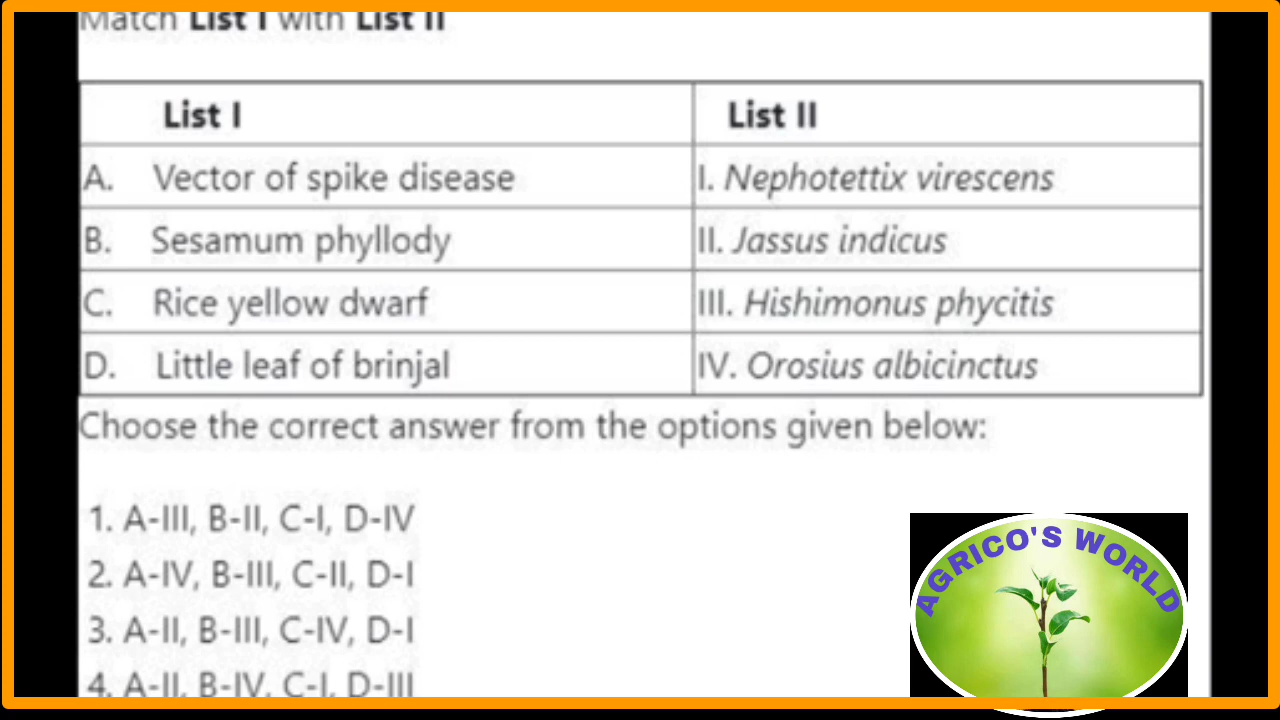 Match List I with List II
List I List II
A. Vector of spike disease I. Nephotettix virescens
B. Sesamum phyllody II. Jassus indicus
C. Rice yellow dwarf III. Hishimonus phycitis
D. Little leaf of brinjal IV. Orosius albicinctus
Choose the correct answer from the options given below:
1. A-III, B-II, C-I, D-IV
2. A-IV, B-III, C-II, D-I
3. A-II, B-III, C-IV, D-I
4. A-II, B-IV, C-I, D-III
AGRICO'S WORLD